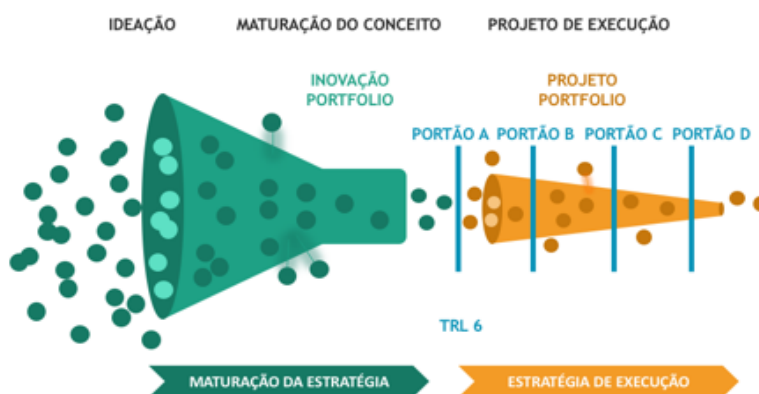 IDEAÇÃO
MATURAÇÃO DO CONCEITO
PROJETO DE EXECUÇÃO
INOVAÇÃO
PORTFOLIO
PROJETO
PORTFOLIO
PORTÃO A
PORTÃO B
PORTÃO C
PORTÃO D
TRL 6
MATURAÇÃO DA ESTRATÉGIA
ESTRATÉGIA DE EXECUÇÃO